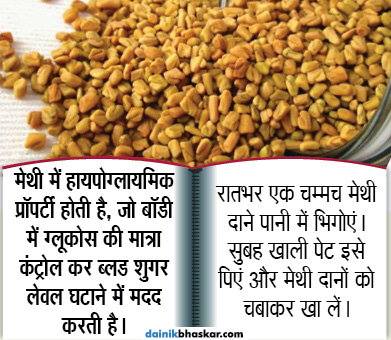 मेथी में हायपोग्लायमिक
प्रॉपर्टी होती है, जो बॉडी
में ग्लूकोस की मात्रा
कंट्रोल कर ब्लड शुगर
लेवल घटाने में मदद
करती है।
रातभर एक चम्मच मेथी
दाने पानी में भिगोएं।
सुबह खाली पेट इसे
पिएं और मेथी दानों को
चबाकर खा लें।
dainikbhaskar.com